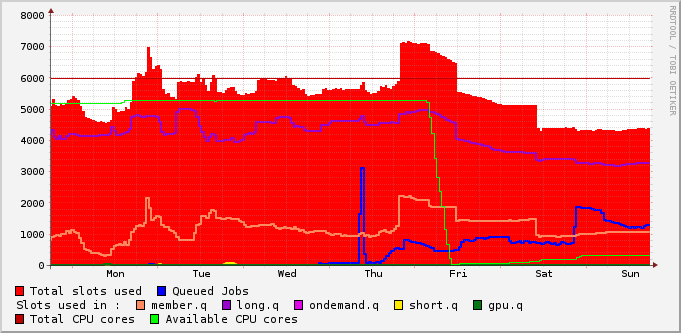 8000
7000
6000
5000
4000
3000
2000
1000
0
Mon Tue Wed Thu Fri Sat Sun
RRDTOOL / TOBI OETIKER
Total slots used Queued Jobs
Slots used in : member.q long.q ondemand.q short.q gpu.q
Total CPU cores Available CPU cores